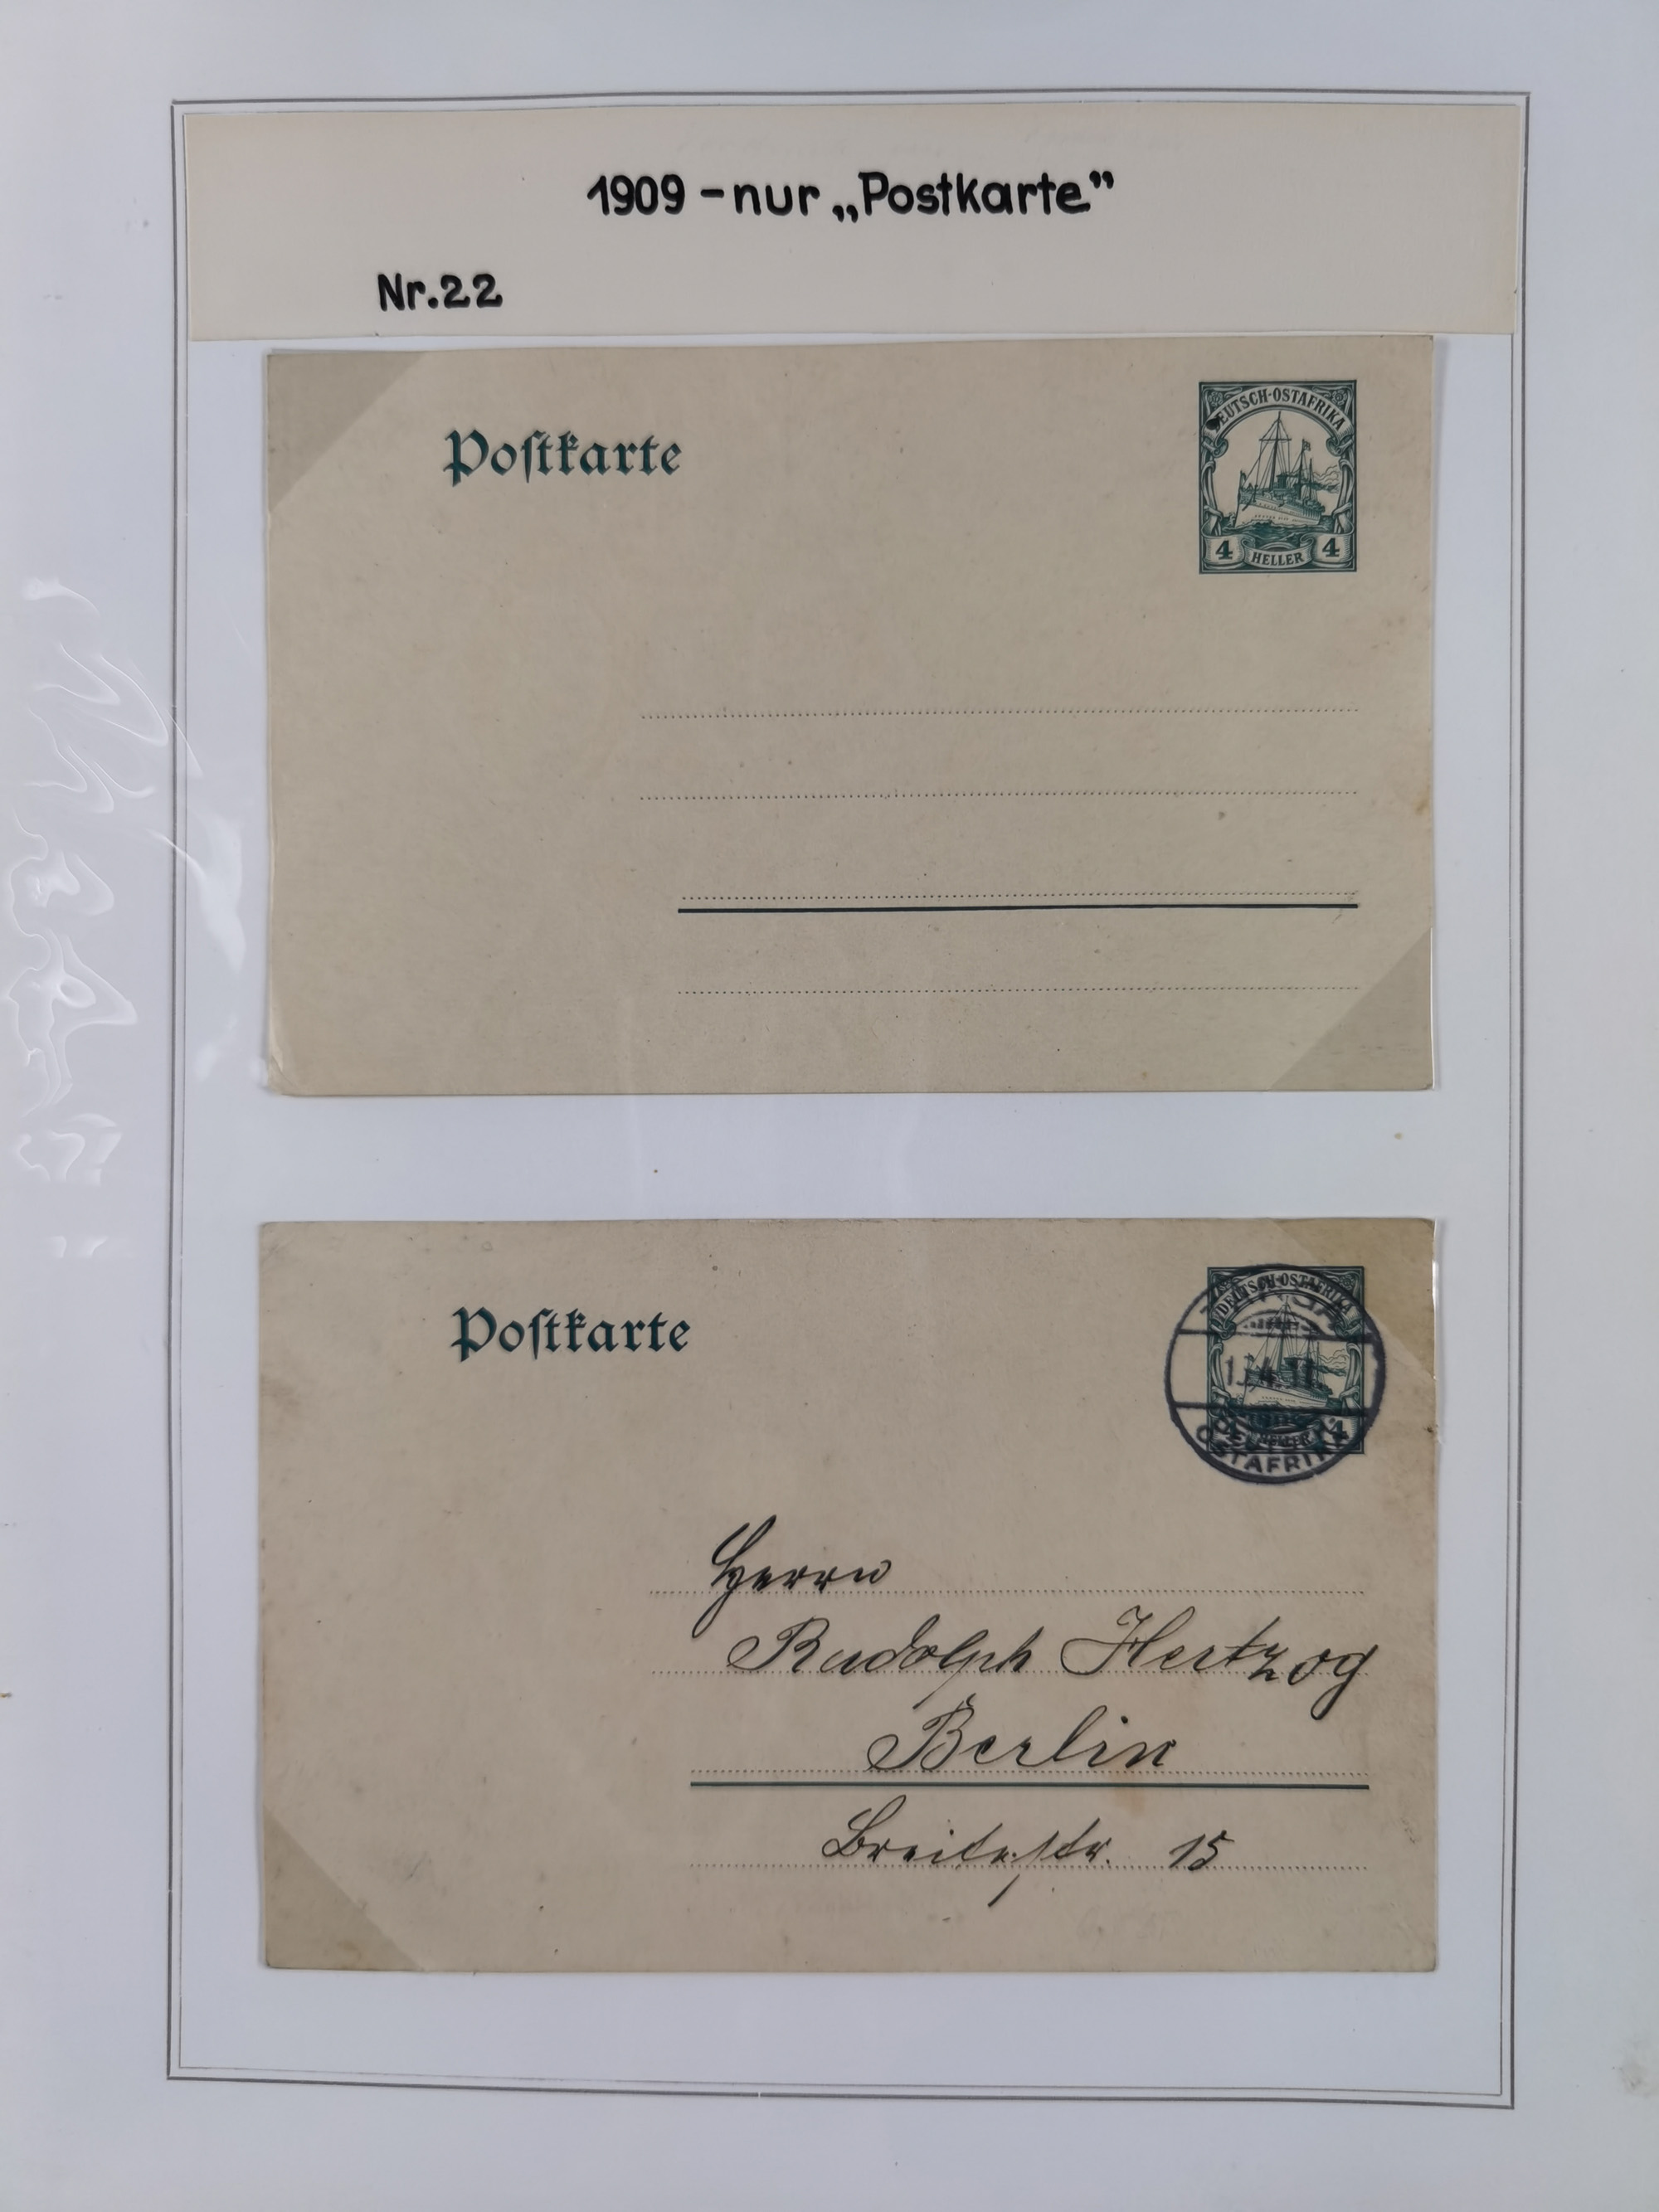 1909 - nur „Postkarte”
Nr.22
Postkarte
DEUTSCH-OSTAFRIKA
4 HELLER 4
Postkarte
DEUTSCH-OSTAFRIKA
4
OSTAFRIKA
Herrn
Rudolph Hertzog
Berlin
Breitestr. 15